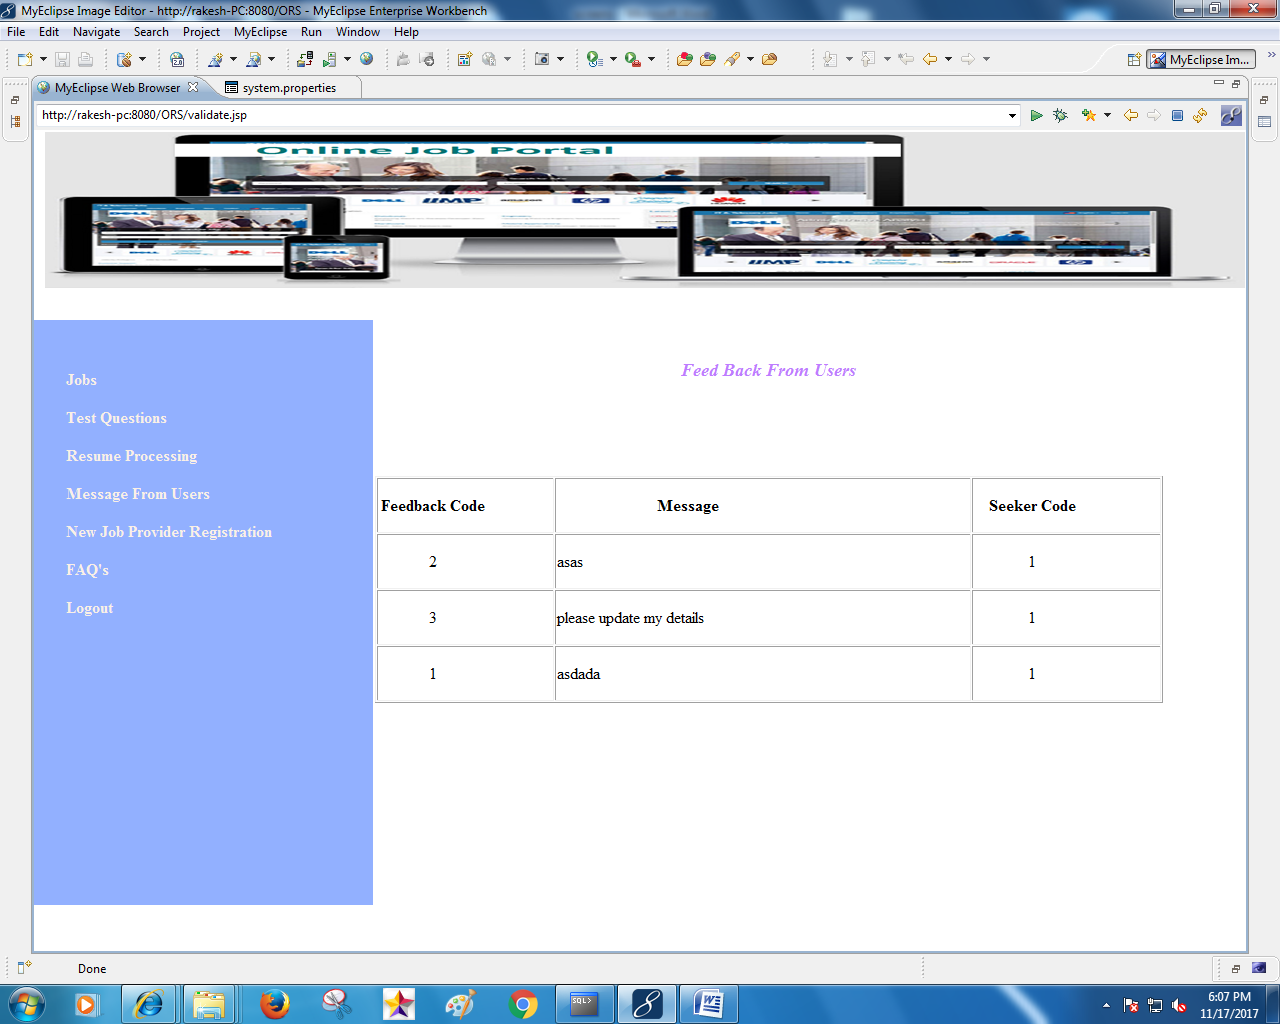 MyEclipse Image Editor - http://rakesh-PC:8080/ORS - MyEclipse Enterprise Workbench
File Edit Navigate Search Project MyEclipse Run Window Help
MyEclipse Im...
MyEclipse Web Browser
system.properties
http://rakesh-pc:8080/ORS/validate.jsp
Online Job Portal
Jobs
Test Questions
Resume Processing
Message From Users
New Job Provider Registration
FAQ's
Logout
Feed Back From Users
Feedback Code Message Seeker Code
2 asas 1
3 please update my details 1
1 asdada 1
Done
6:07 PM
11/17/2017